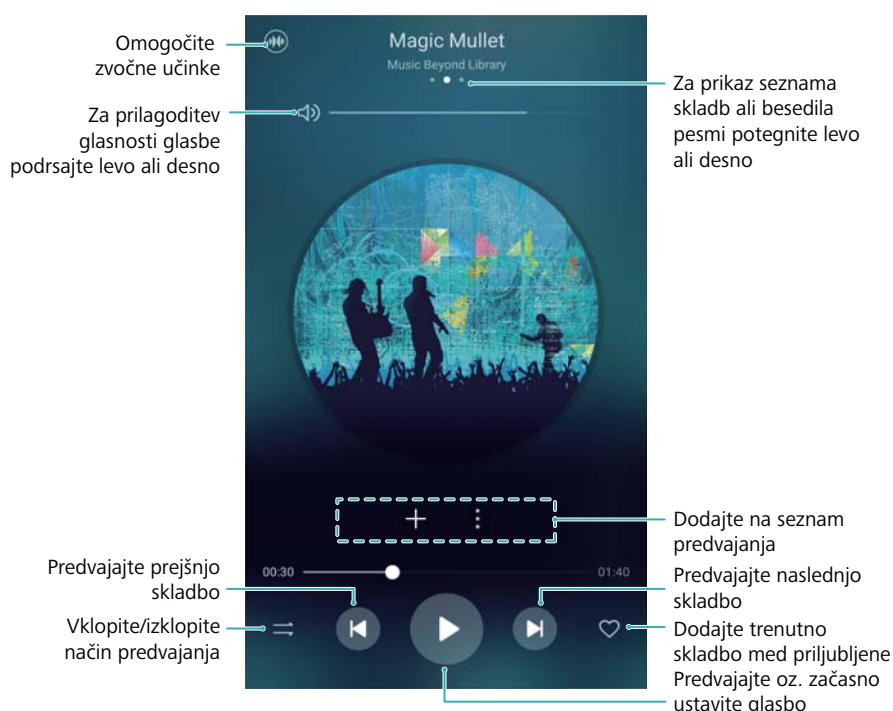 Omogočite
zvočne učinke
Magic Mullet
Music Beyond Library
Za prikaz seznama
skladb ali besedila
pesmi potegnite levo
ali desno
Za prilagoditev
glasnosti glasbe
podrsajte levo ali desno
Dodajte na seznam
predvajanja
Predvajajte prejšnjo
skladbo
00:30
01:40
Predvajajte naslednjo
skladbo
Vklopite/izklopite
način predvajanja
Dodajte trenutno
skladbo med priljubljene
Predvajajte oz. začasno
ustavite glasbo